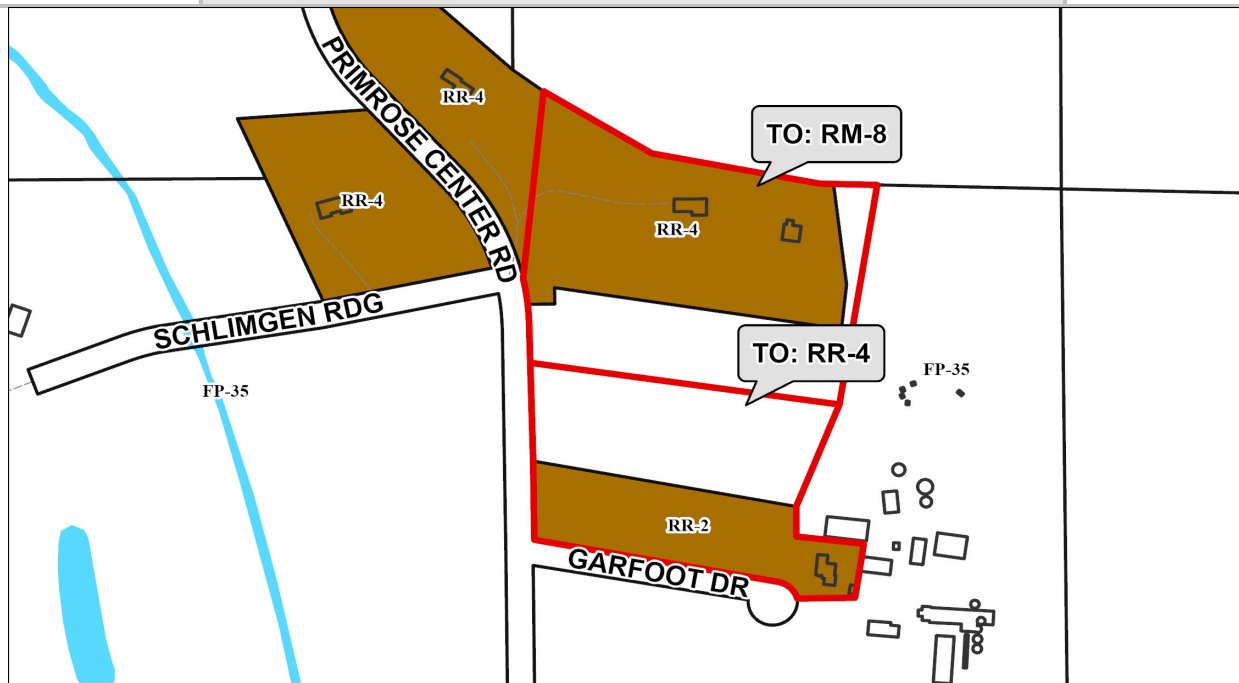 PRIMROSE CENTER RD
RR-4
TO: RM-8
RR-4
RR-4
SCHLIMGEN RDG
TO: RR-4
FP-35
FP-35
RR-2
GARFOOT DR